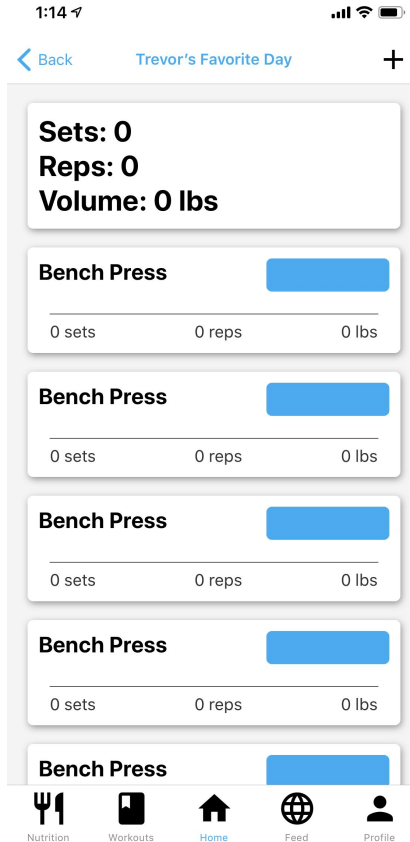 1:14
Back
Trevor's Favorite Day
Sets: 0
Reps: 0
Volume: 0 lbs
Bench Press
0 sets 0 reps 0 lbs
Bench Press
0 sets 0 reps 0 lbs
Bench Press
0 sets 0 reps 0 lbs
Bench Press
0 sets 0 reps 0 lbs
Bench Press
Nutrition Workouts Home Feed Profile